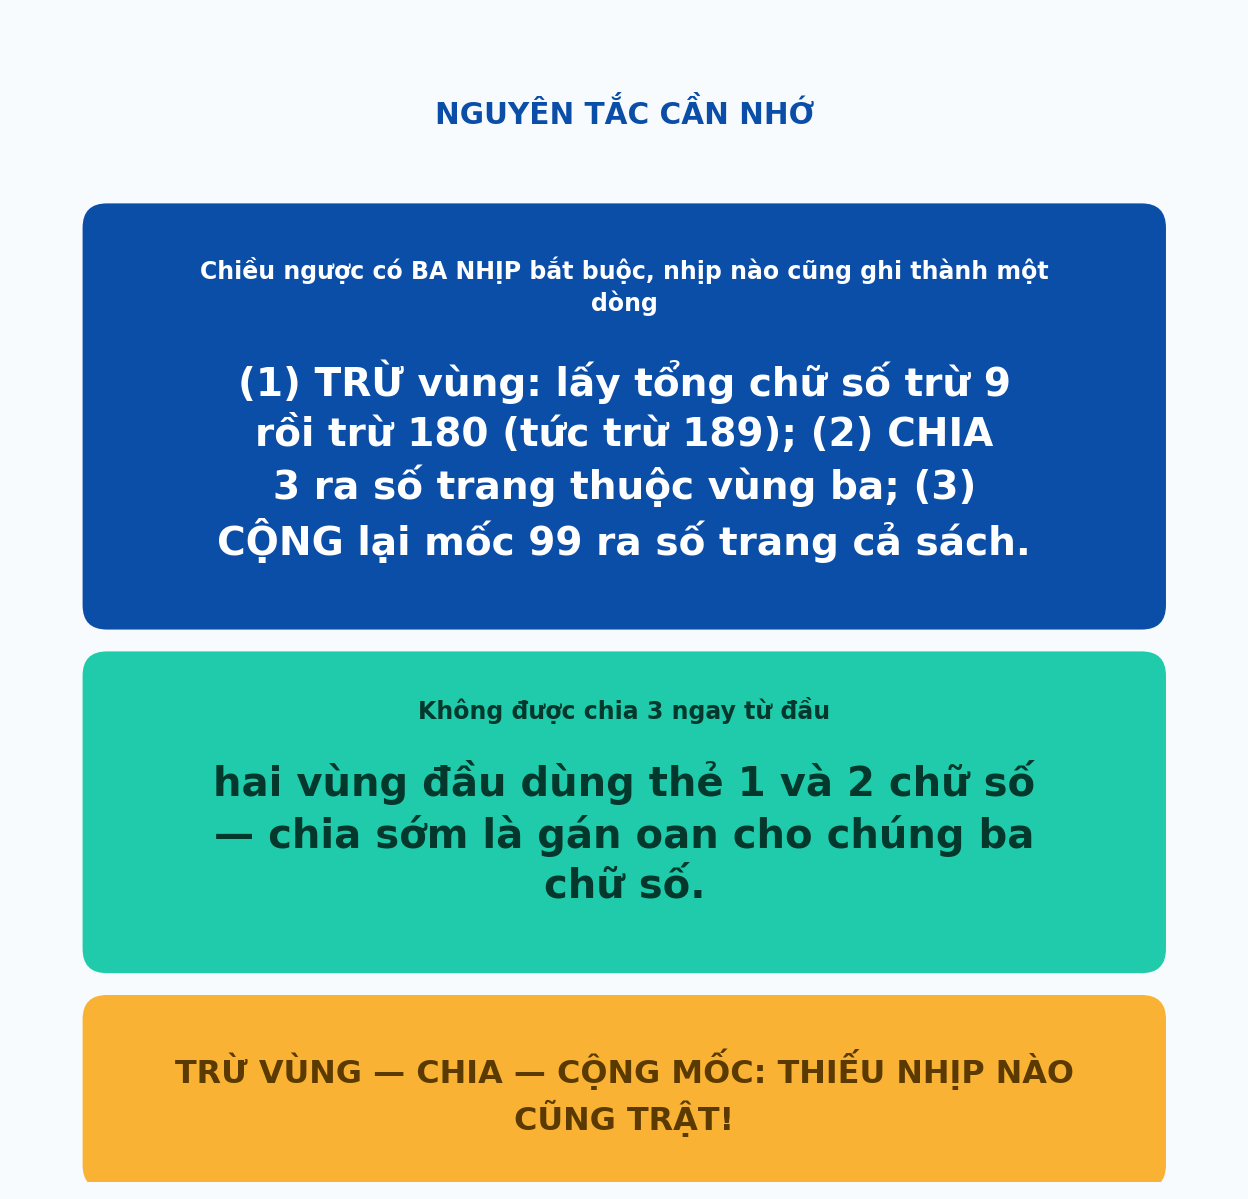 NGUYÊN TẮC CẦN NHỚ
Chiều ngược có BA NHỊP bắt buộc, nhịp nào cũng ghi thành một
dòng
(1) TRỪ vùng: lấy tổng chữ số trừ 9
rồi trừ 180 (tức trừ 189); (2) CHIA
3 ra số trang thuộc vùng ba; (3)
CỘNG lại mốc 99 ra số trang cả sách.
Không được chia 3 ngay từ đầu
hai vùng đầu dùng thẻ 1 và 2 chữ số
— chia sớm là gán oan cho chúng ba
chữ số.
TRỪ VÙNG — CHIA — CỘNG MỐC: THIẾU NHỊP NÀO
CŨNG TRẬT!